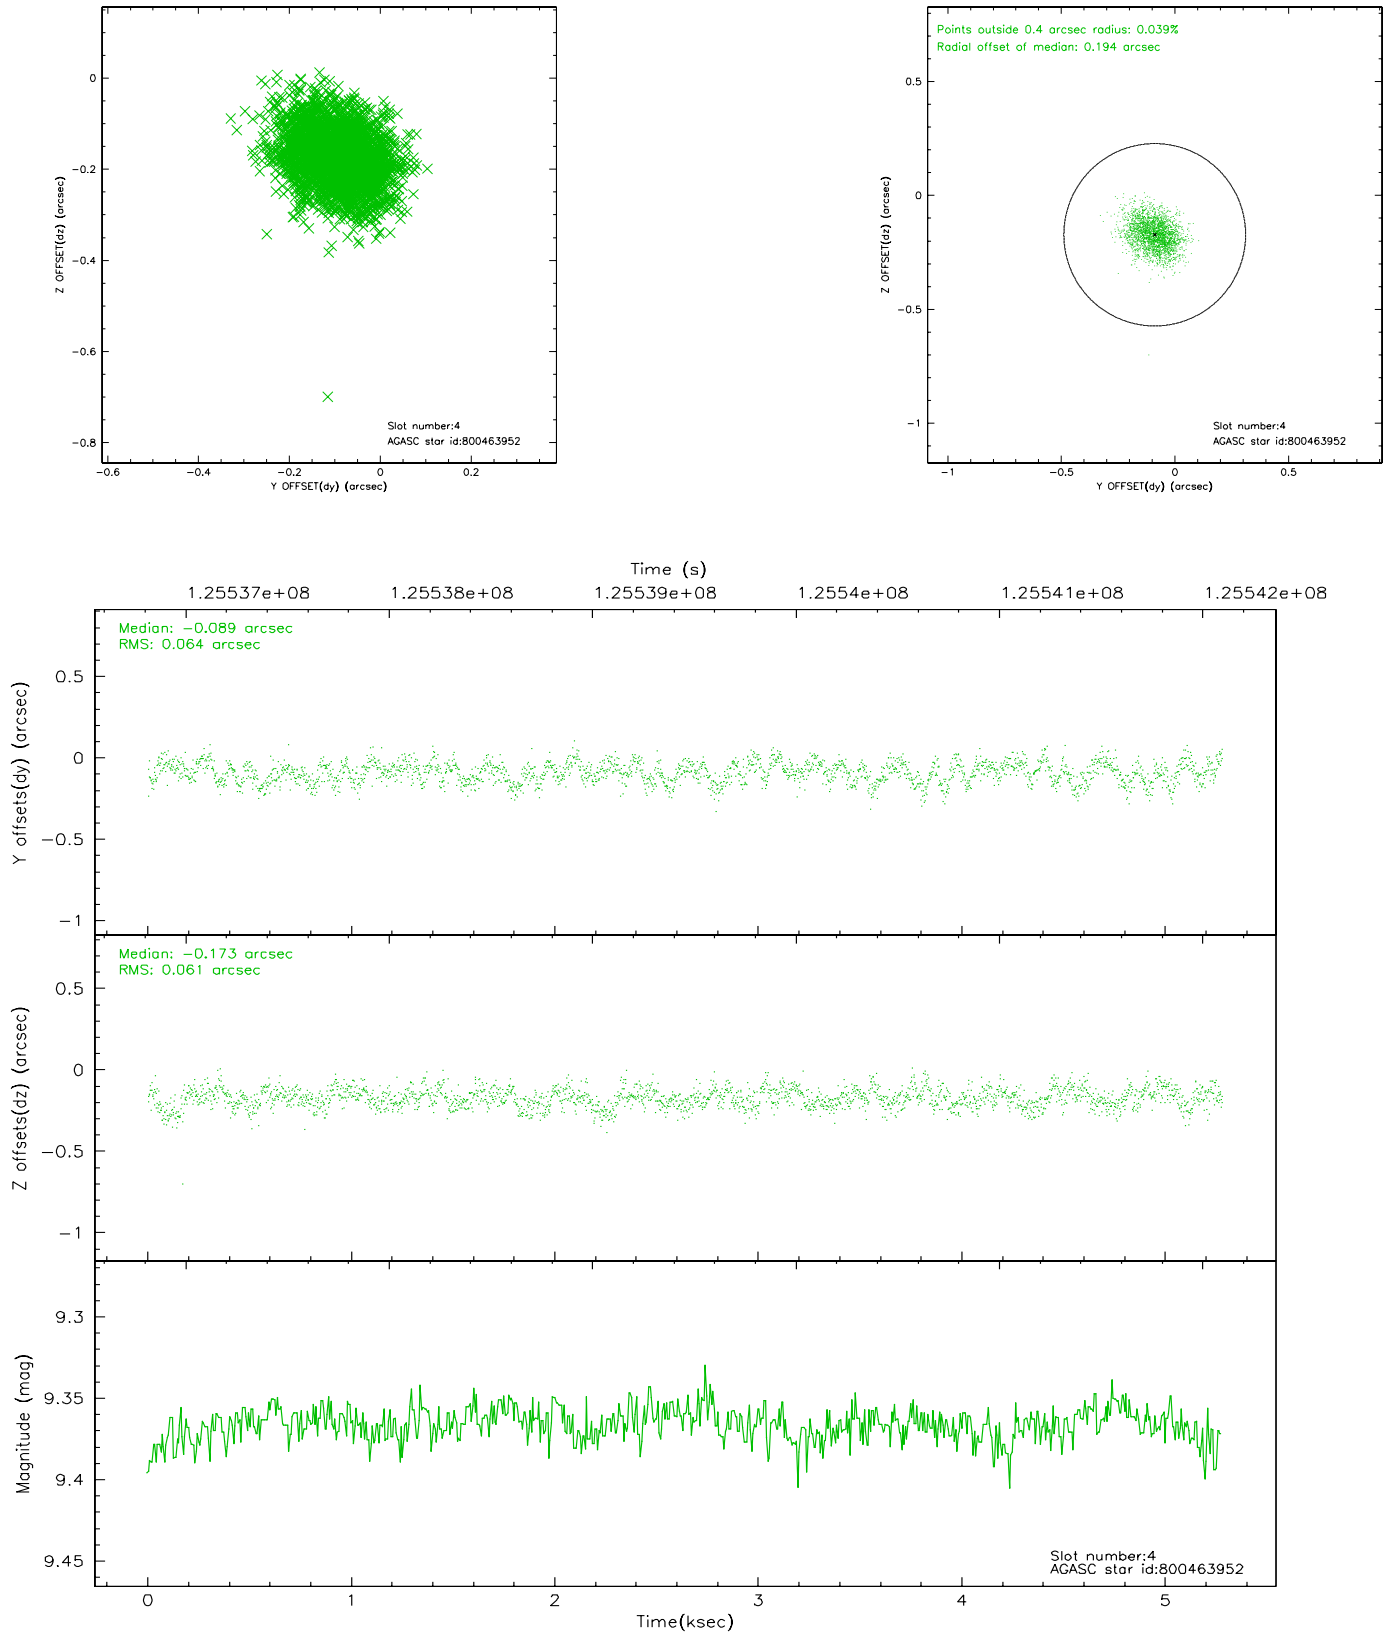 0
−0.2
−0.4
−0.6
−0.8
Z OFFSET(dz) (arcsec)
Slot number:4
AGASC star id:800463952
−0.6 −0.4 −0.2 0 0.2
Y OFFSET(dy) (arcsec)
Points outside 0.4 arcsec radius: 0.039%
Radial offset of median: 0.194 arcsec
0.5
0
−0.5
−1
Z OFFSET(dz) (arcsec)
Slot number:4
AGASC star id:800463952
−1 −0.5 0 0.5
Y OFFSET(dy) (arcsec)
Time (s)
1.25537e+08 1.25538e+08 1.25539e+08 1.2554e+08 1.25541e+08 1.25542e+08
Median: −0.089 arcsec
RMS: 0.064 arcsec
0.5
0
−0.5
−1
Y offsets(dy) (arcsec)
Median: −0.173 arcsec
RMS: 0.061 arcsec
0.5
0
−0.5
−1
Z offsets(dz) (arcsec)
9.3
9.35
9.4
9.45
Magnitude (mag)
Slot number:4
AGASC star id:800463952
0 1 2 3 4 5
Time(ksec)